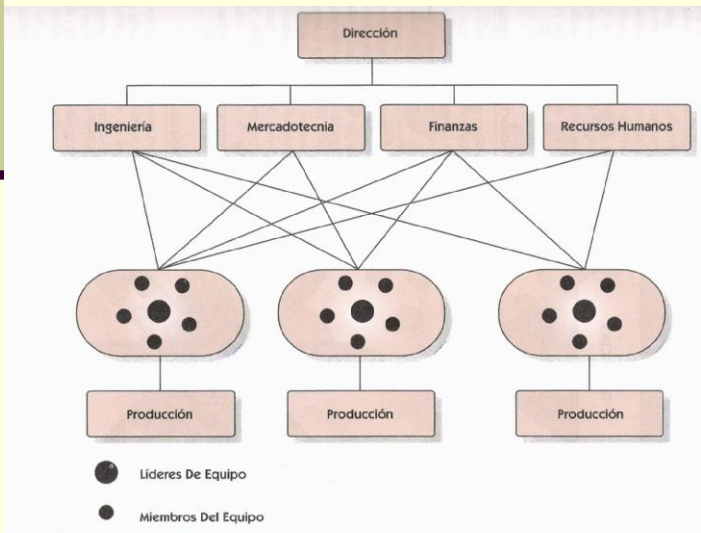 Dirección
Ingeniería
Mercadotecnia
Finanzas
Recursos Humanos
Producción
Producción
Producción
Líderes De Equipo
Miembros Del Equipo